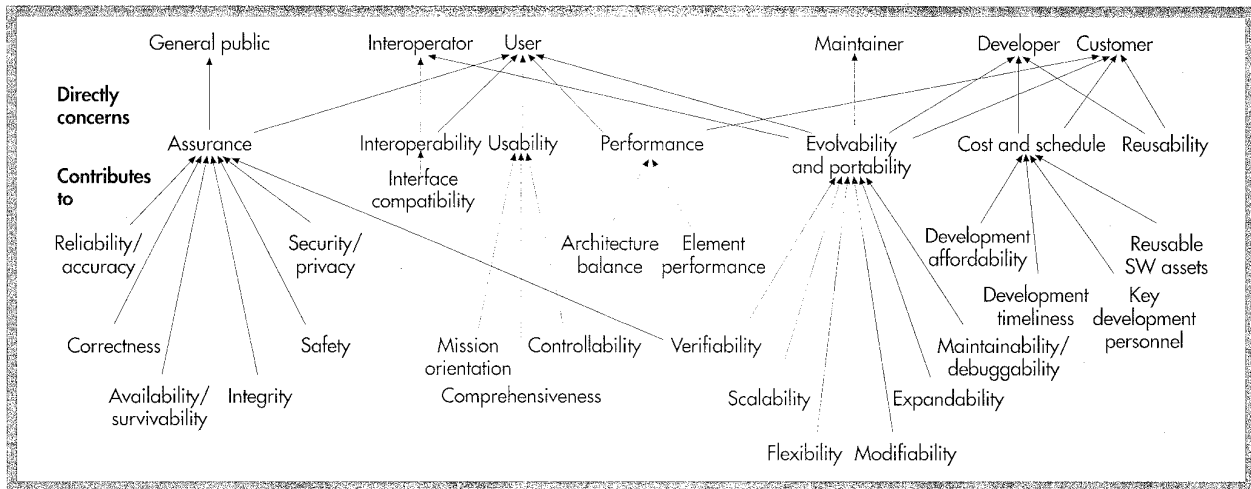 General public
Interoperator
User
Maintainer
Developer
Customer
Directly
concerns
Assurance
Interoperability
Usability
Performance
Evolvability
and portability
Cost and schedule
Reusability
Contributes
to
Interface
compatibility
Reliability/
accuracy
Security/
privacy
Architecture
balance
Element
performance
Development
affordability
Reusable
SW assets
Development
timeliness
Key
development
personnel
Correctness
Safety
Mission
orientation
Controllability
Verifiability
Maintainability/
debuggability
Availability/
survivability
Integrity
Comprehensiveness
Scalability
Expandability
Flexibility
Modifiability